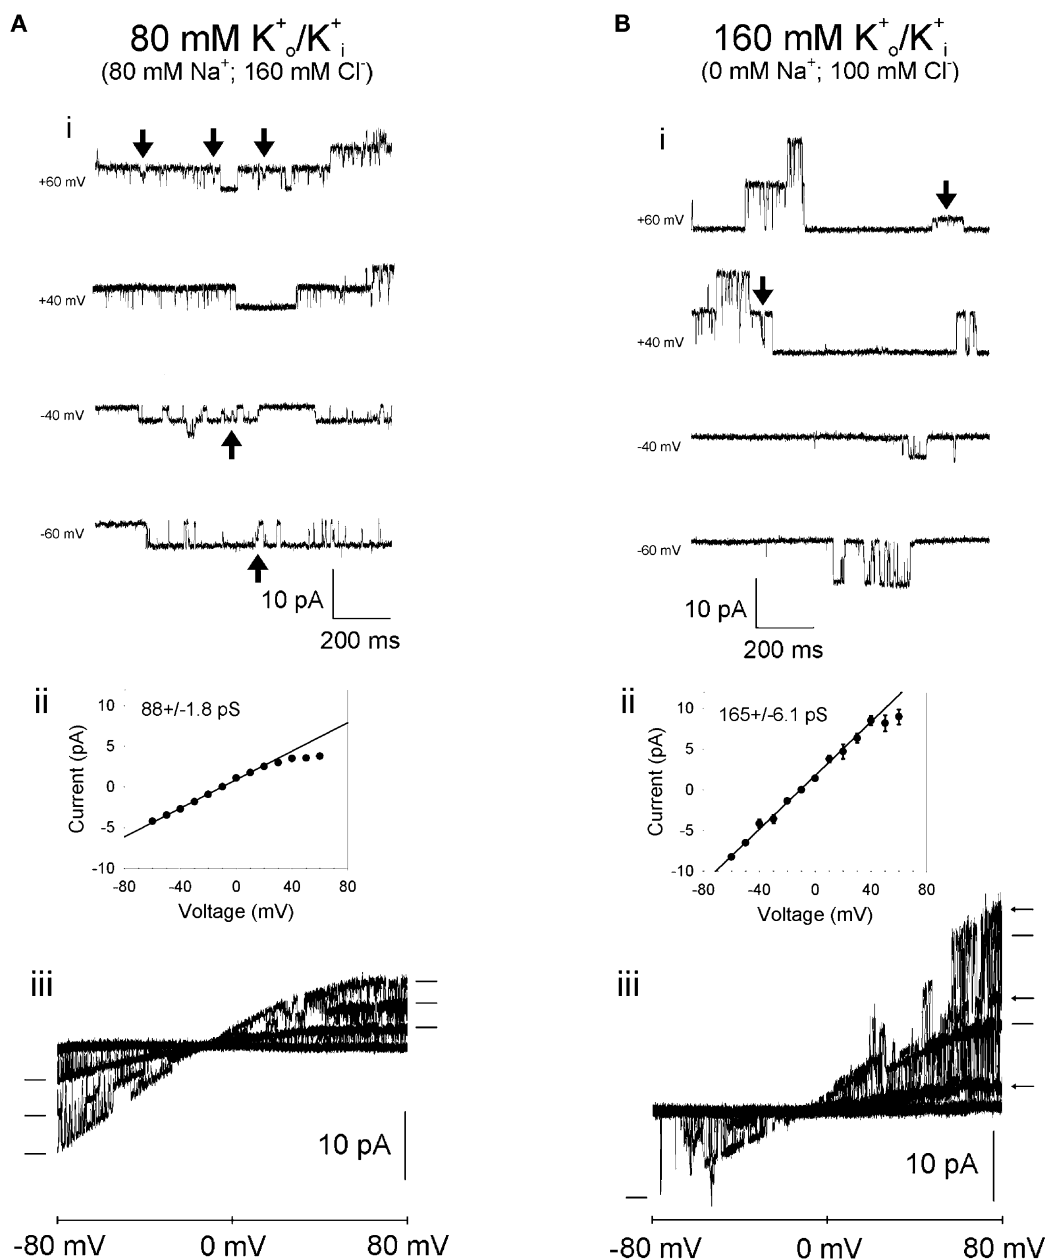 A
80 mM K+o/K+i
(80 mM Na+; 160 mM Cl-)
i
+60 mV
+40 mV
-40 mV
-60 mV
10 pA
200 ms
ii
88+/-1.8 pS
Current (pA)
10
5
0
-5
-10
-80 -40 0 40 80
Voltage (mV)
iii
10 pA
-80 mV 0 mV 80 mV
B
160 mM K+o/K+i
(0 mM Na+; 100 mM Cl-)
i
+60 mV
+40 mV
-40 mV
-60 mV
10 pA
200 ms
ii
165+/-6.1 pS
Current (pA)
10
5
0
-5
-10
-80 -40 0 40 80
Voltage (mV)
iii
10 pA
-80 mV 0 mV 80 mV